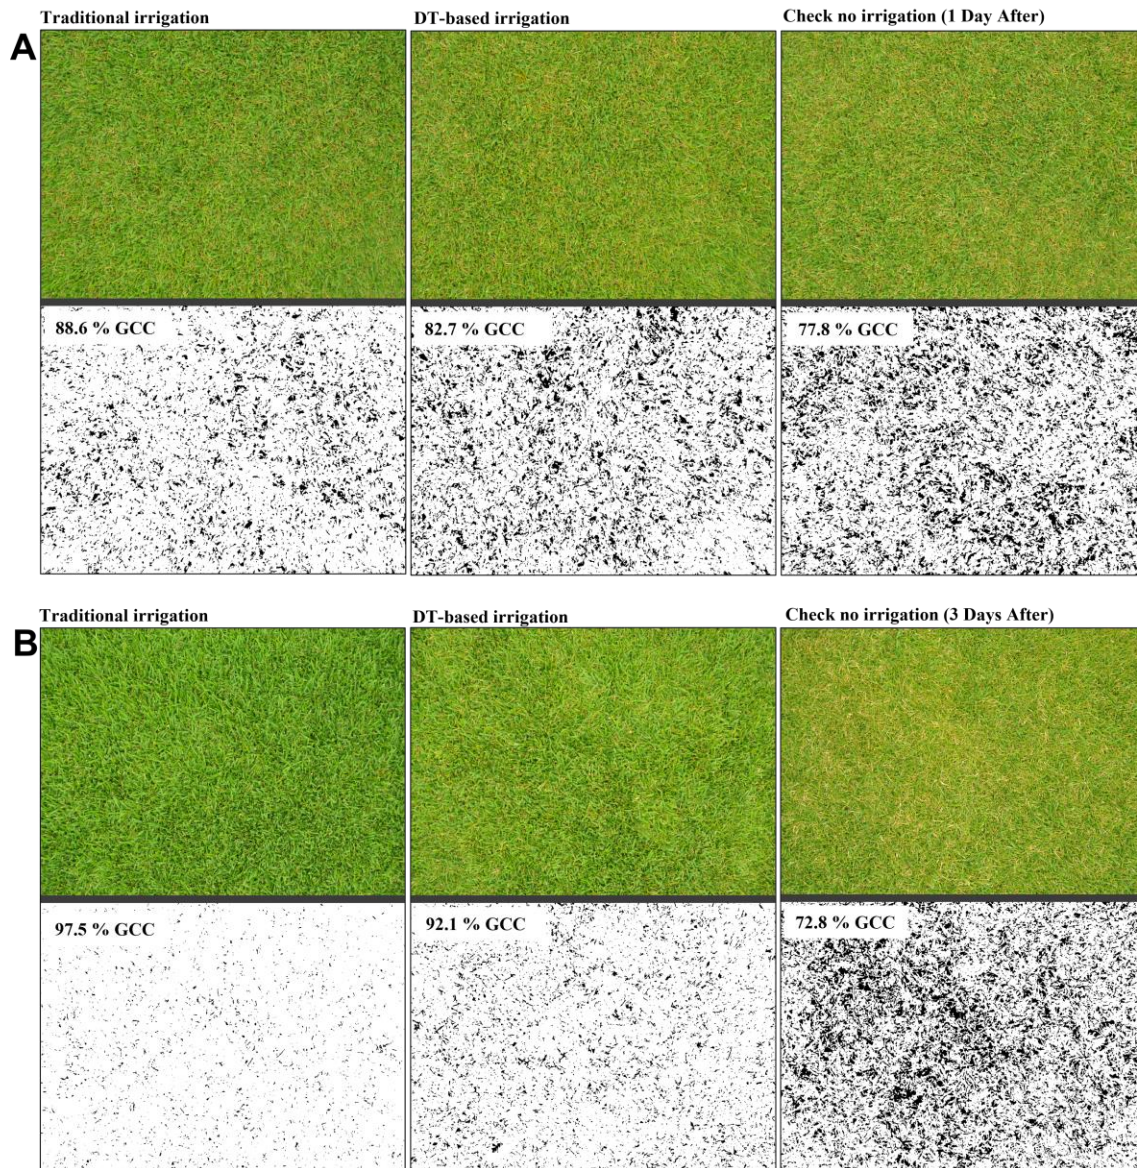 Traditional irrigation
DT-based irrigation
Check no irrigation (1 Day After)
A
88.6 % GCC
82.7 % GCC
77.8 % GCC
Traditional irrigation
DT-based irrigation
Check no irrigation (3 Days After)
B
97.5 % GCC
92.1 % GCC
72.8 % GCC